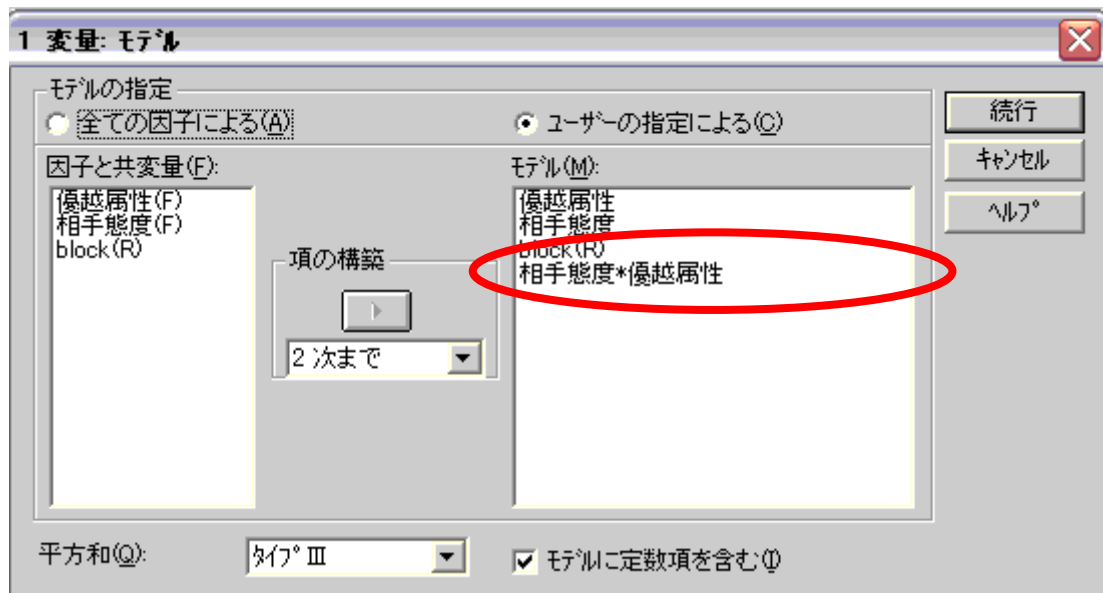 1 変量: モデル
モデルの指定
全ての因子による(A)
ユーザーの指定による(C)
続行
キャンセル
ヘルプ
因子と共変量(F):
優越属性(F)
相手態度(F)
block(R)
項の構築
2 次まで
モデル(M):
優越属性
相手態度
block(R)
相手態度*優越属性
平方和(Q):
タイプ III
モデルに定数項を含む(I)